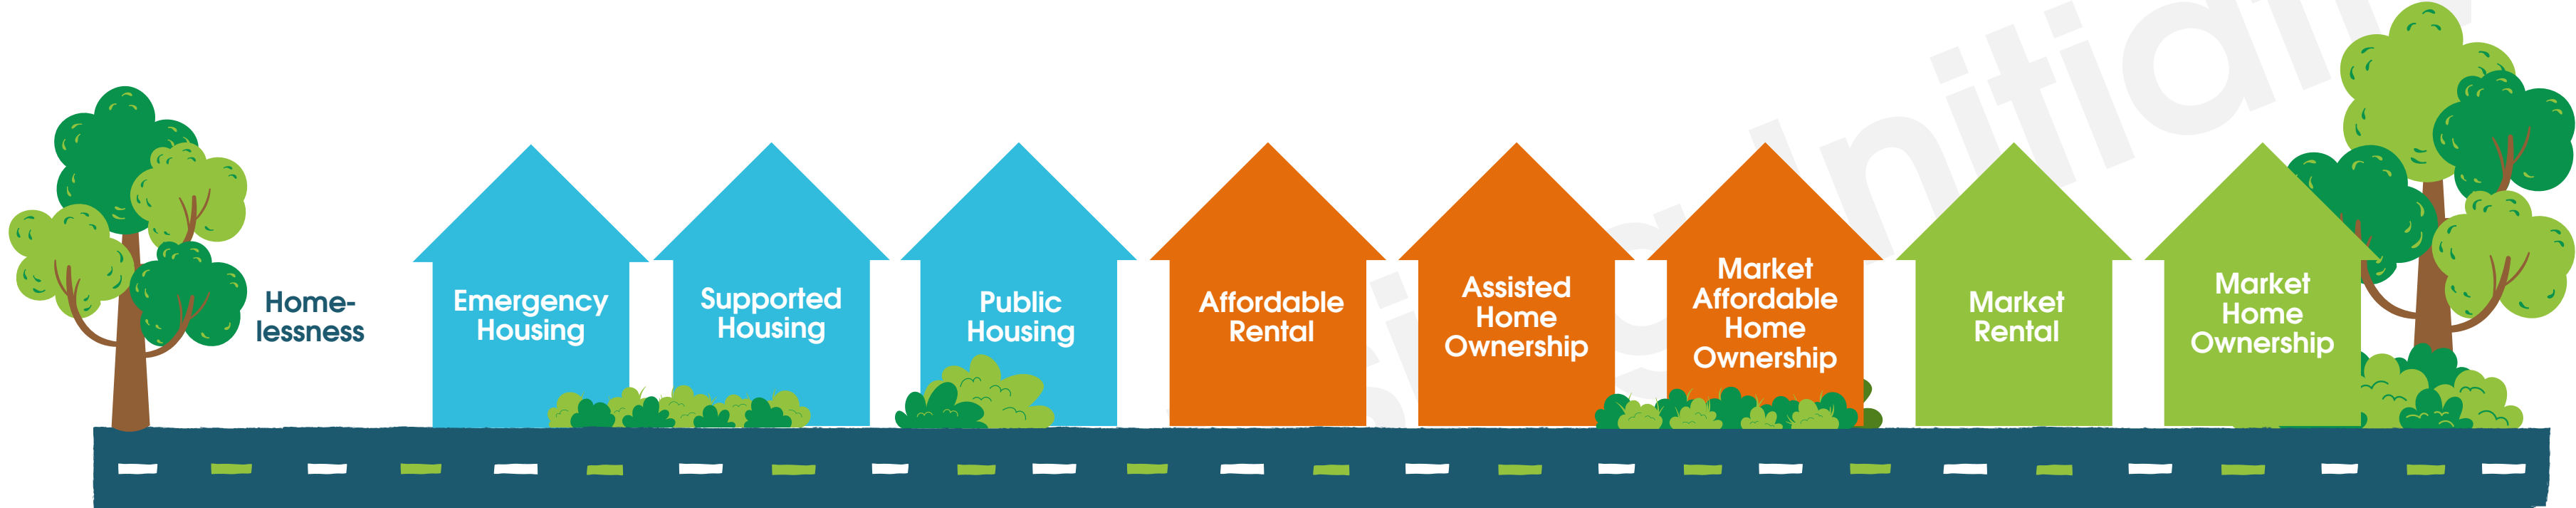 Home-
lessness
Emergency
Housing
Supported
Housing
Public
Housing
Affordable
Rental
Assisted
Home
Ownership
Market
Affordable
Home
Ownership
Market
Rental
Market
Home
Ownership